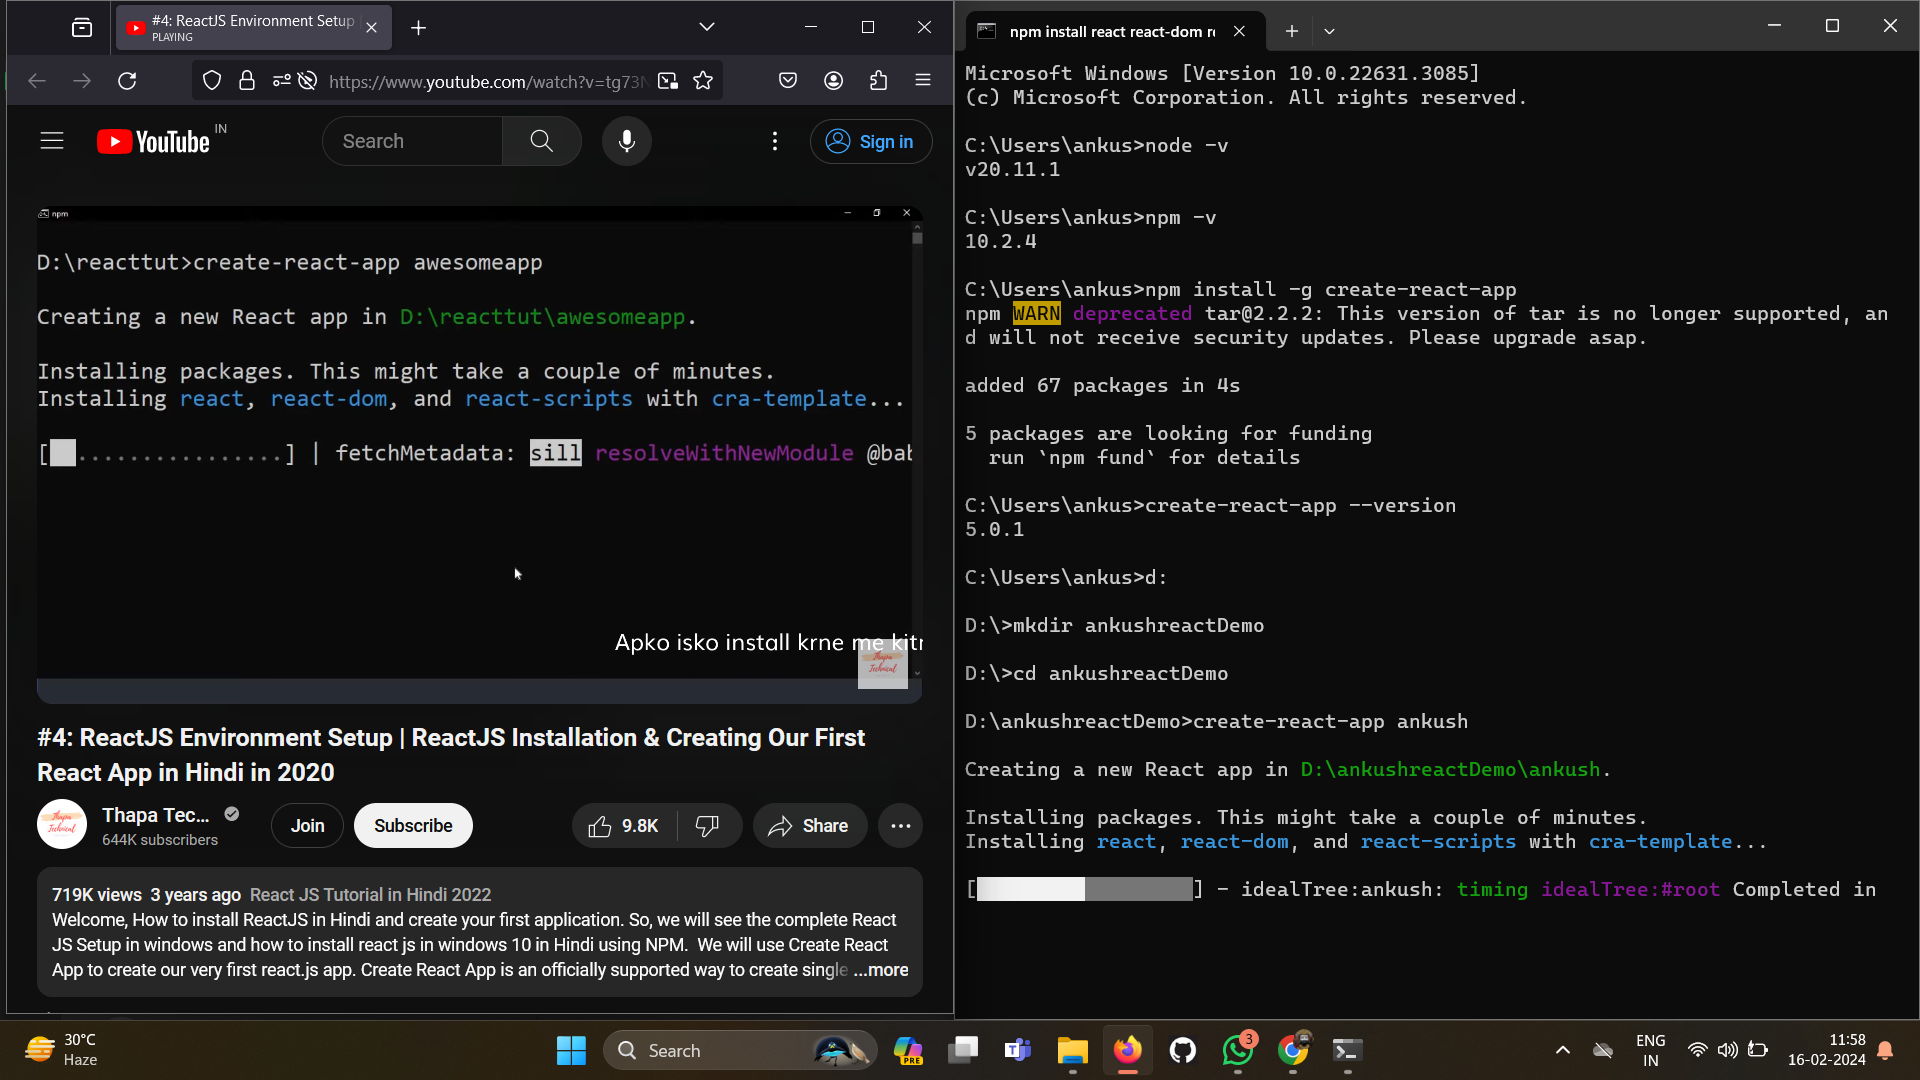 #4: ReactJS Environment Setup
PLAYING
https://www.youtube.com/watch?v=tg73
YouTube IN
Search
Sign in
npm
D:\reacttut>create-react-app awesomeapp
Creating a new React app in D:\reacttut\awesomeapp.
Installing packages. This might take a couple of minutes.
Installing react, react-dom, and react-scripts with cra-template...
[ ................] | fetchMetadata: sill resolveWithNewModule @bab
Apko isko install krne me kitn
Thapa
Technical
#4: ReactJS Environment Setup | ReactJS Installation & Creating Our First
React App in Hindi in 2020
Thapa
Technical
Thapa Tec...
644K subscribers
Join
Subscribe
9.8K
Share
719K views 3 years ago React JS Tutorial in Hindi 2022
Welcome, How to install ReactJS in Hindi and create your first application. So, we will see the complete React
JS Setup in windows and how to install react js in windows 10 in Hindi using NPM. We will use Create React
App to create our very first react.js app. Create React App is an officially supported way to create single ...more
npm install react react-dom re
Microsoft Windows [Version 10.0.22631.3085]
(c) Microsoft Corporation. All rights reserved.
C:\Users\ankus>node -v
v20.11.1
C:\Users\ankus>npm -v
10.2.4
C:\Users\ankus>npm install -g create-react-app
npm WARN deprecated tar@2.2.2: This version of tar is no longer supported, an
d will not receive security updates. Please upgrade asap.
added 67 packages in 4s
5 packages are looking for funding
run `npm fund` for details
C:\Users\ankus>create-react-app --version
5.0.1
C:\Users\ankus>d:
D:\>mkdir ankushreactDemo
D:\>cd ankushreactDemo
D:\ankushreactDemo>create-react-app ankush
Creating a new React app in D:\ankushreactDemo\ankush.
Installing packages. This might take a couple of minutes.
Installing react, react-dom, and react-scripts with cra-template...
[ ] - idealTree:ankush: timing idealTree:#root Completed in
30°C
Haze
Search
PRE
3
ENG
IN
11:58
16-02-2024